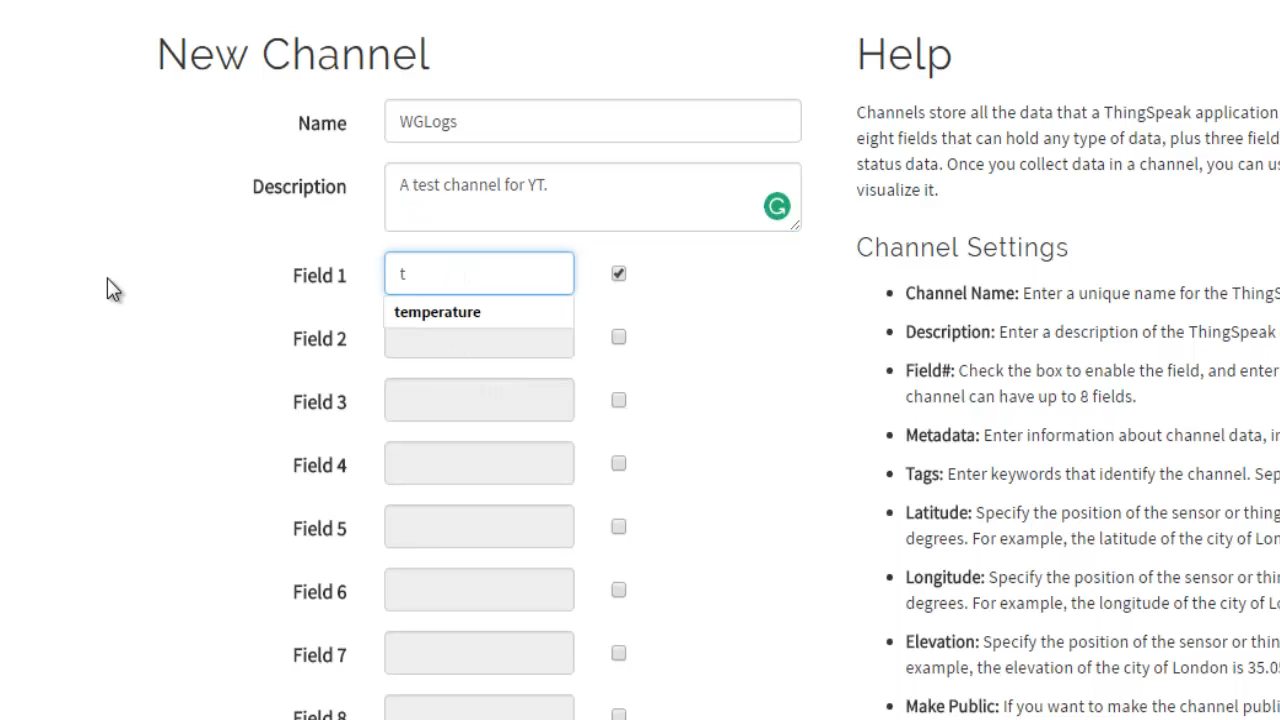 New Channel
Name
WGLogs
Description
A test channel for YT.
Field 1
t
temperature
Field 2
Field 3
Field 4
Field 5
Field 6
Field 7
Field 8
Help
Channels store all the data that a ThingSpeak application
eight fields that can hold any type of data, plus three field
status data. Once you collect data in a channel, you can us
visualize it.
Channel Settings
Channel Name: Enter a unique name for the ThingS
Description: Enter a description of the ThingSpeak
Field#: Check the box to enable the field, and enter
channel can have up to 8 fields.
Metadata: Enter information about channel data, in
Tags: Enter keywords that identify the channel. Sep
Latitude: Specify the position of the sensor or thing
degrees. For example, the latitude of the city of Lon
Longitude: Specify the position of the sensor or thi
degrees. For example, the longitude of the city of Lo
Elevation: Specify the position of the sensor or thin
example, the elevation of the city of London is 35.05
Make Public: If you want to make the channel publi